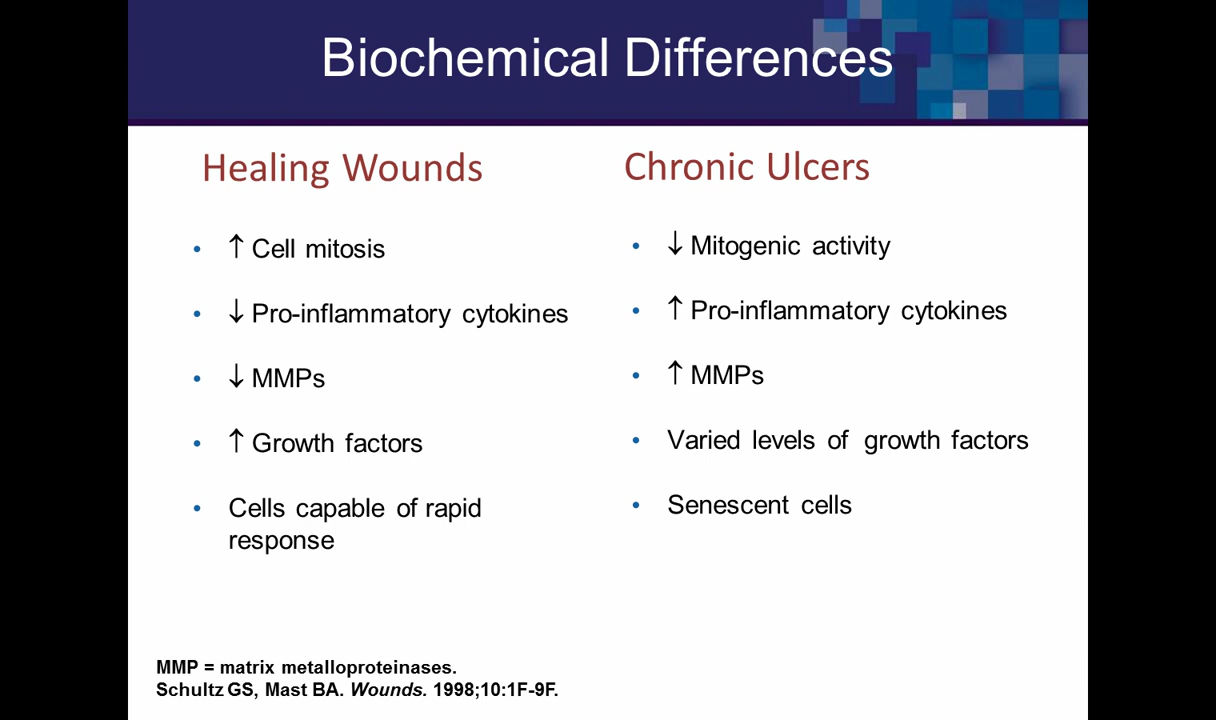 Biochemical Differences
Healing Wounds
• ↑ Cell mitosis
• ↓ Pro-inflammatory cytokines
• ↓ MMPs
• ↑ Growth factors
• Cells capable of rapid
response
Chronic Ulcers
• ↓ Mitogenic activity
• ↑ Pro-inflammatory cytokines
• ↑ MMPs
• Varied levels of growth factors
• Senescent cells
MMP = matrix metalloproteinases.
Schultz GS, Mast BA. Wounds. 1998;10:1F-9F.